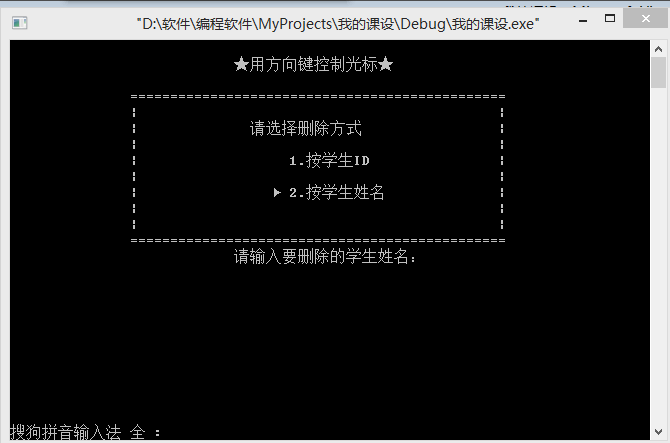 "D:\软件\编程软件\MyProjects\我的课设\Debug\我的课设.exe"
★用方向键控制光标★
请选择删除方式
1.按学生ID
2.按学生姓名
请输入要删除的学生姓名:
搜狗拼音输入法 全 :